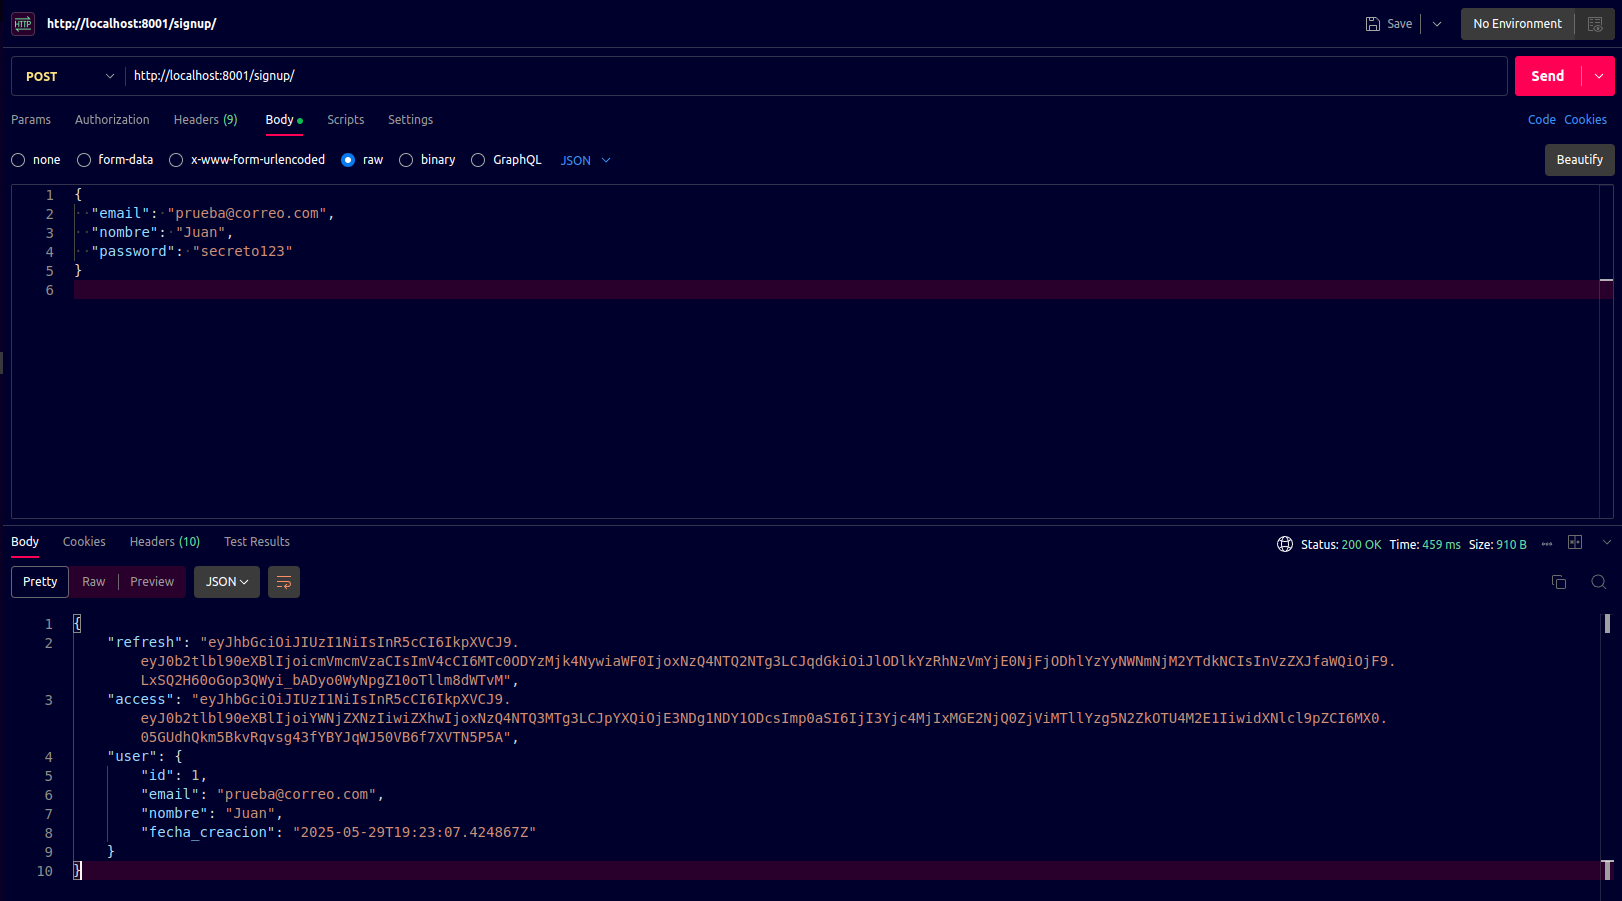 HTTP http://localhost:8001/signup/ Save No Environment
POST http://localhost:8001/signup/ Send
Params Authorization Headers (9) Body Scripts Settings Code Cookies
none form-data x-www-form-urlencoded raw binary GraphQL JSON Beautify
1 {
2 "email": "prueba@correo.com",
3 "nombre": "Juan",
4 "password": "secreto123"
5 }
6
Body Cookies Headers (10) Test Results Status: 200 OK Time: 459 ms Size: 910 B
Pretty Raw Preview JSON
1 {
2 "refresh": "eyJhbGciOiJIUzI1NiIsInR5cCI6IkpXVCJ9.
eyJ0b2tlbl90eXBlIjoicmVmcmVzaCIsImV4cCI6MTc0ODYzMjk4NywiaWF0IjoxNzQ4NTQ2NTg3LCJqdGkiOiJlODlkYzRhNzVmYjE0NjFjODhlYzYyNWNmNjM2YTdkNCIsInVzZXJfaWQiOjF9.
LxSQ2H60oGop3QWyi_bADyo0WyNpgZ10oTllm8dWTvM",
3 "access": "eyJhbGciOiJIUzI1NiIsInR5cCI6IkpXVCJ9.
eyJ0b2tlbl90eXBlIjoiYWNjZXNzIiwiZXhwIjoxNzQ4NTQ3MTg3LCJpYXQiOjE3NDg1NDY1ODcsImp0aSI6IjI3Yjc4MjIxMGE2NjQ0ZjViMTllYzg5N2ZkOTU4M2E1IiwidXNlcl9pZCI6MX0.
05GUdhQkm5BkvRqvsg43fYBYJqWJ50VB6f7XVTN5P5A",
4 "user": {
5 "id": 1,
6 "email": "prueba@correo.com",
7 "nombre": "Juan",
8 "fecha_creacion": "2025-05-29T19:23:07.424867Z"
9 }
10 }